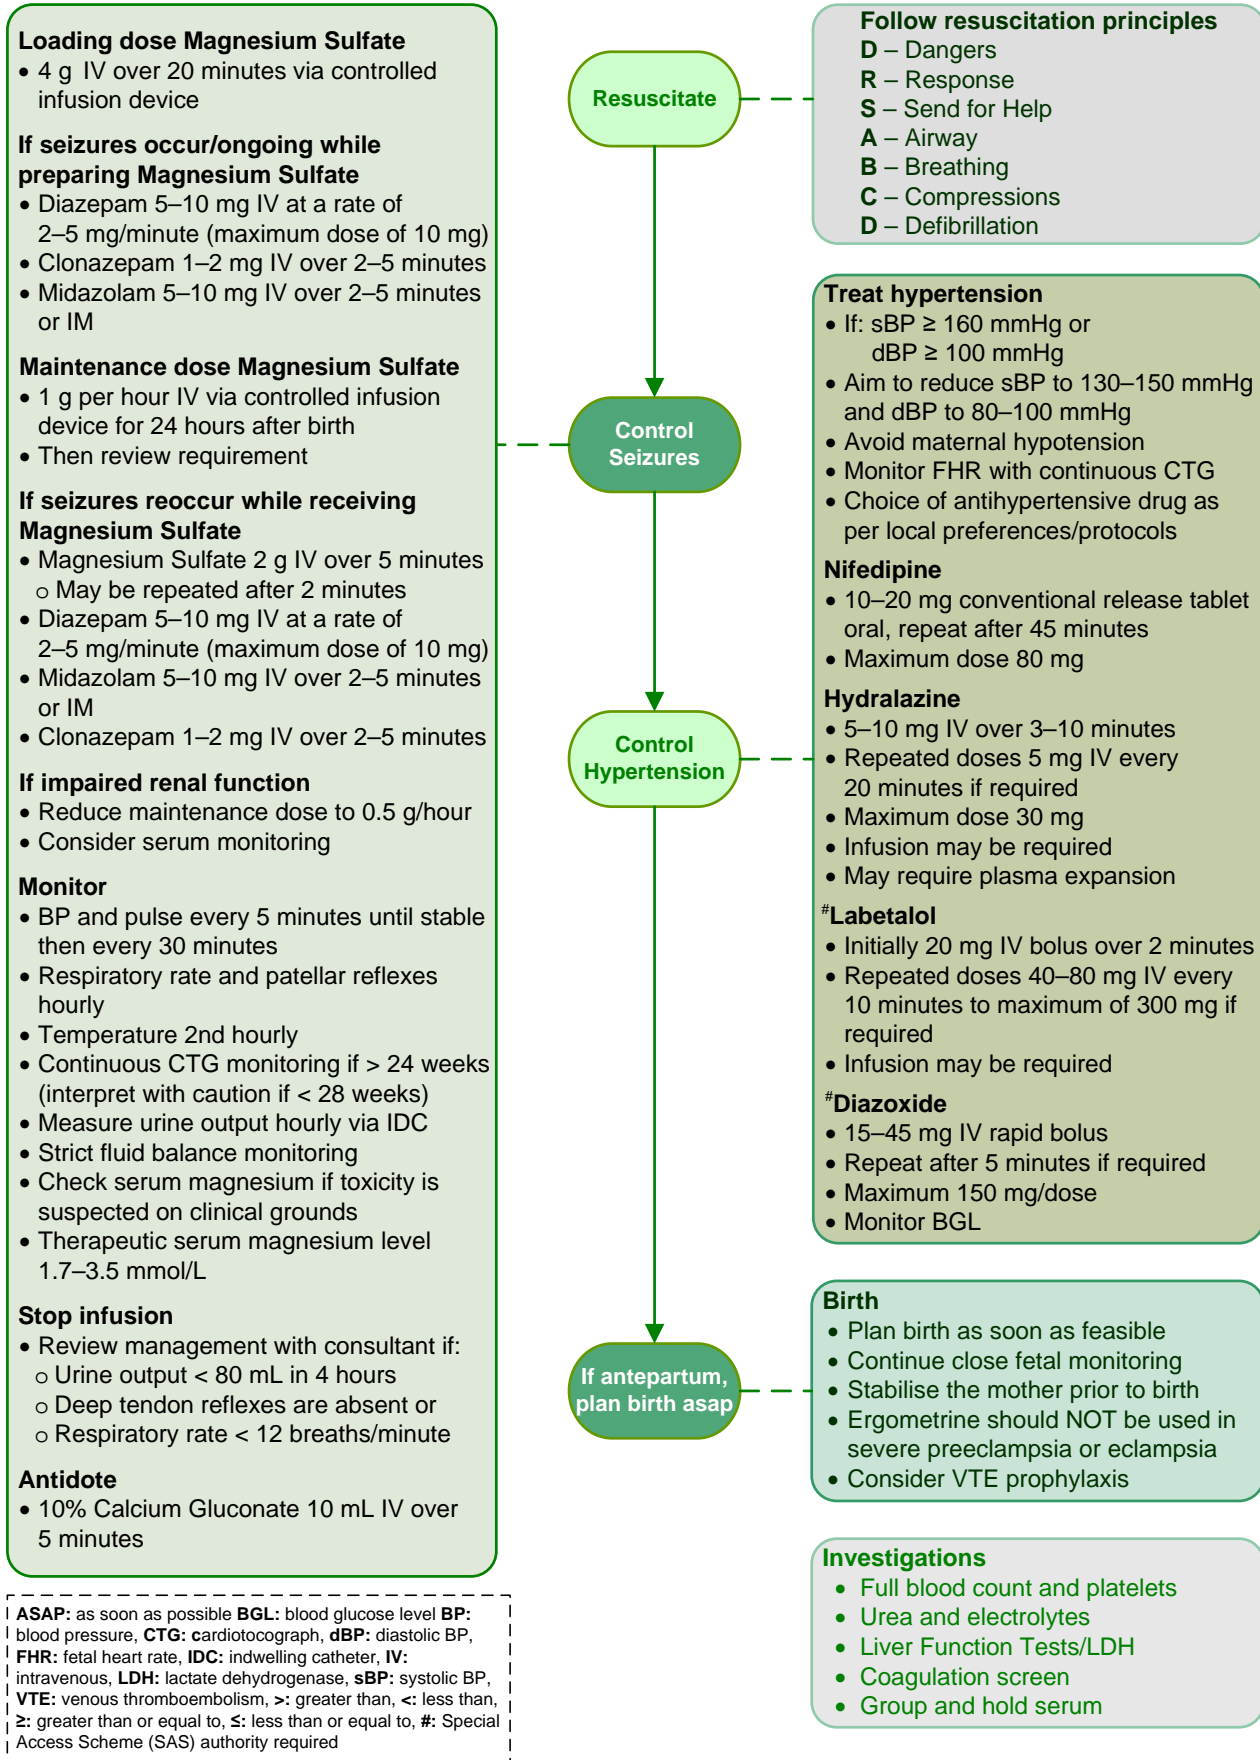 Loading dose Magnesium Sulfate
• 4 g IV over 20 minutes via controlled
infusion device
If seizures occur/ongoing while
preparing Magnesium Sulfate
• Diazepam 5–10 mg IV at a rate of
2–5 mg/minute (maximum dose of 10 mg)
• Clonazepam 1–2 mg IV over 2–5 minutes
• Midazolam 5–10 mg IV over 2–5 minutes
or IM
Maintenance dose Magnesium Sulfate
• 1 g per hour IV via controlled infusion
device for 24 hours after birth
• Then review requirement
If seizures reoccur while receiving
Magnesium Sulfate
• Magnesium Sulfate 2 g IV over 5 minutes
o May be repeated after 2 minutes
• Diazepam 5–10 mg IV at a rate of
2–5 mg/minute (maximum dose of 10 mg)
• Midazolam 5–10 mg IV over 2–5 minutes
or IM
• Clonazepam 1–2 mg IV over 2–5 minutes
If impaired renal function
• Reduce maintenance dose to 0.5 g/hour
• Consider serum monitoring
Monitor
• BP and pulse every 5 minutes until stable
then every 30 minutes
• Respiratory rate and patellar reflexes
hourly
• Temperature 2nd hourly
• Continuous CTG monitoring if > 24 weeks
(interpret with caution if < 28 weeks)
• Measure urine output hourly via IDC
• Strict fluid balance monitoring
• Check serum magnesium if toxicity is
suspected on clinical grounds
• Therapeutic serum magnesium level
1.7–3.5 mmol/L
Stop infusion
• Review management with consultant if:
o Urine output < 80 mL in 4 hours
o Deep tendon reflexes are absent or
o Respiratory rate < 12 breaths/minute
Antidote
• 10% Calcium Gluconate 10 mL IV over
5 minutes
ASAP: as soon as possible BGL: blood glucose level BP:
blood pressure, CTG: cardiotocograph, dBP: diastolic BP,
FHR: fetal heart rate, IDC: indwelling catheter, IV:
intravenous, LDH: lactate dehydrogenase, sBP: systolic BP,
VTE: venous thromboembolism, >: greater than, <: less than,
≥: greater than or equal to, ≤: less than or equal to, #: Special
Access Scheme (SAS) authority required
Resuscitate
Control
Seizures
Control
Hypertension
If antepartum,
plan birth asap
Follow resuscitation principles
D – Dangers
R – Response
S – Send for Help
A – Airway
B – Breathing
C – Compressions
D – Defibrillation
Treat hypertension
• If: sBP ≥ 160 mmHg or
dBP ≥ 100 mmHg
• Aim to reduce sBP to 130–150 mmHg
and dBP to 80–100 mmHg
• Avoid maternal hypotension
• Monitor FHR with continuous CTG
• Choice of antihypertensive drug as
per local preferences/protocols
Nifedipine
• 10–20 mg conventional release tablet
oral, repeat after 45 minutes
• Maximum dose 80 mg
Hydralazine
• 5–10 mg IV over 3–10 minutes
• Repeated doses 5 mg IV every
20 minutes if required
• Maximum dose 30 mg
• Infusion may be required
• May require plasma expansion
#Labetalol
• Initially 20 mg IV bolus over 2 minutes
• Repeated doses 40–80 mg IV every
10 minutes to maximum of 300 mg if
required
• Infusion may be required
#Diazoxide
• 15–45 mg IV rapid bolus
• Repeat after 5 minutes if required
• Maximum 150 mg/dose
• Monitor BGL
Birth
• Plan birth as soon as feasible
• Continue close fetal monitoring
• Stabilise the mother prior to birth
• Ergometrine should NOT be used in
severe preeclampsia or eclampsia
• Consider VTE prophylaxis
Investigations
• Full blood count and platelets
• Urea and electrolytes
• Liver Function Tests/LDH
• Coagulation screen
• Group and hold serum